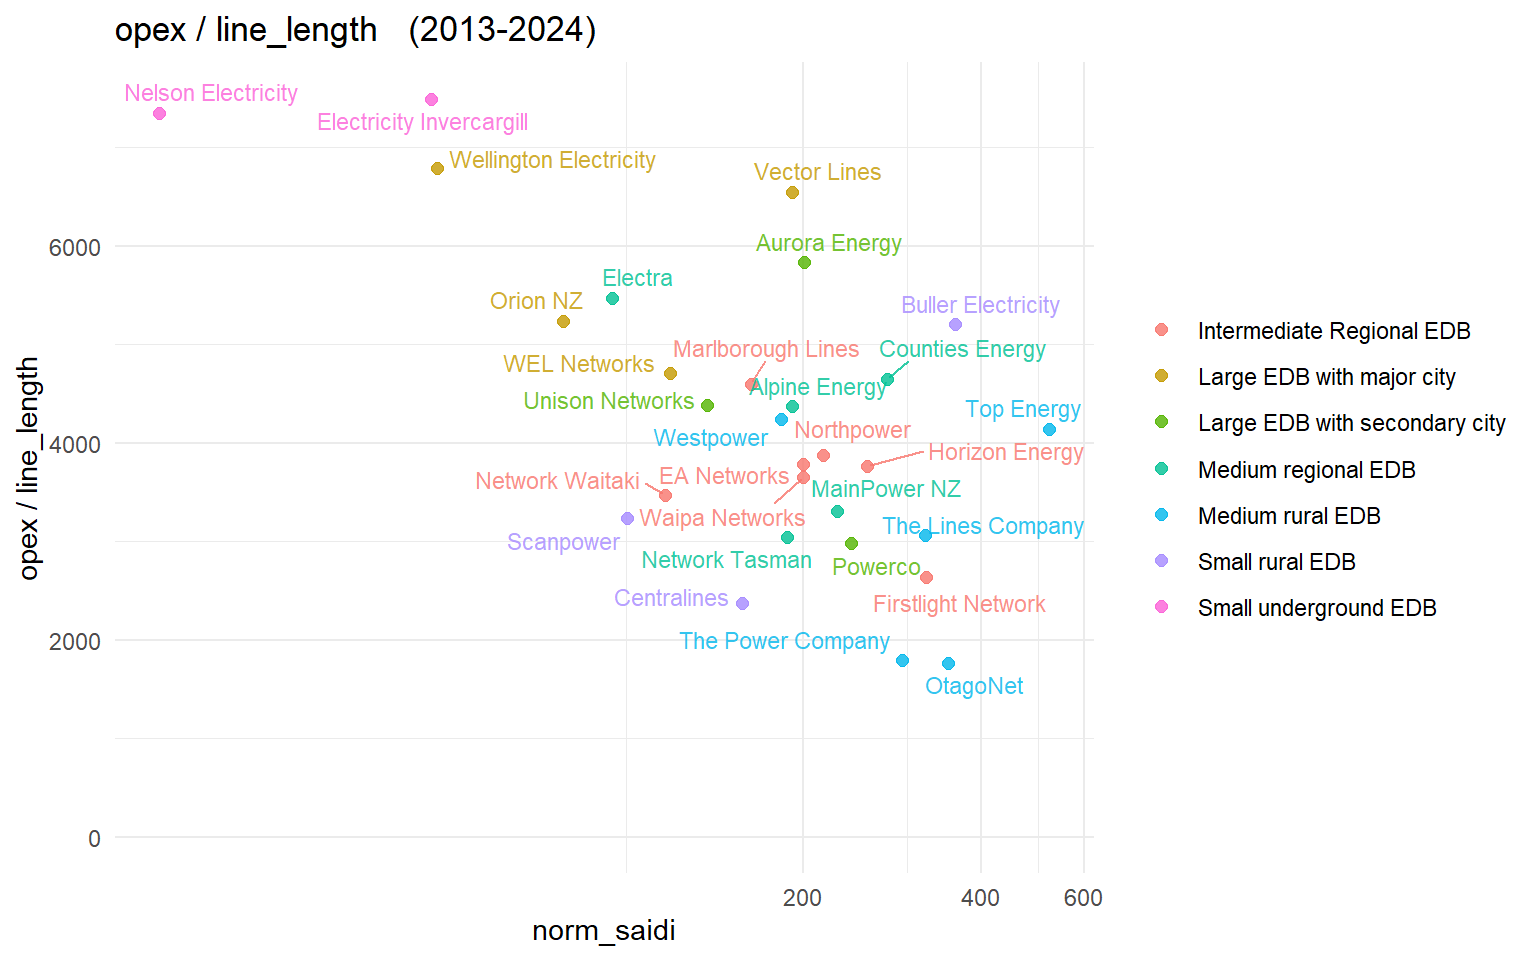 opex / line_length (2013-2024)
Nelson Electricity
Electricity Invercargill
Wellington Electricity
Vector Lines
Aurora Energy
Electra
Orion NZ
Buller Electricity
Marlborough Lines
Counties Energy
WEL Networks
Alpine Energy
Unison Networks
Top Energy
Westpower
Northpower
Horizon Energy
Network Waitaki
EA Networks
MainPower NZ
Waipa Networks
The Lines Company
Scanpower
Network Tasman
Powerco
Centralines
Firstlight Network
The Power Company
OtagoNet
6000
4000
2000
0
opex / line_length
200
400
600
norm_saidi
Intermediate Regional EDB
Large EDB with major city
Large EDB with secondary city
Medium regional EDB
Medium rural EDB
Small rural EDB
Small underground EDB